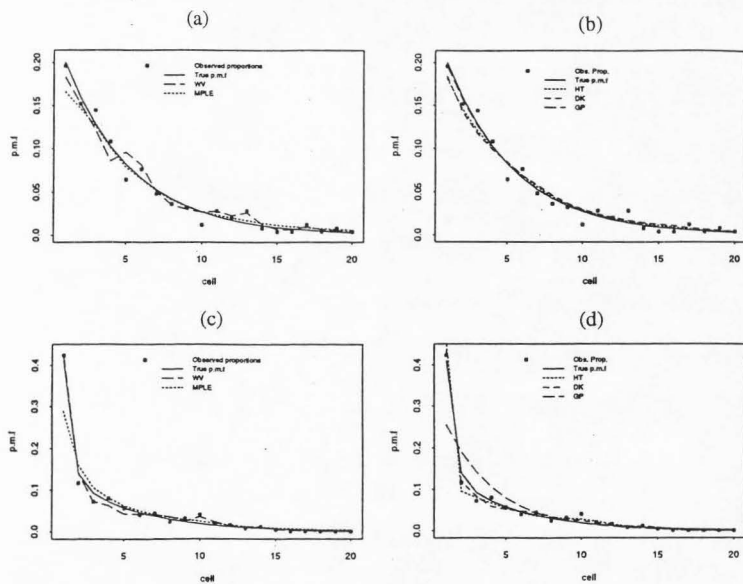 (a)
0.20
0.15
0.10
0.05
0.0
p.m.f
Observed proportions
True p.m.f
WV
MPLE
5
10
15
20
cell
(b)
0.20
0.15
0.10
0.05
0.0
p.m.f
Obs. Prop.
True p.m.f
HT
DK
GP
5
10
15
20
cell
(c)
0.4
0.3
0.2
0.1
0.0
p.m.f
Observed proportions
True p.m.f
WV
MPLE
5
10
15
20
cell
(d)
0.4
0.3
0.2
0.1
0.0
p.m.f
Obs. Prop.
True p.m.f
HT
DK
GP
5
10
15
20
cell